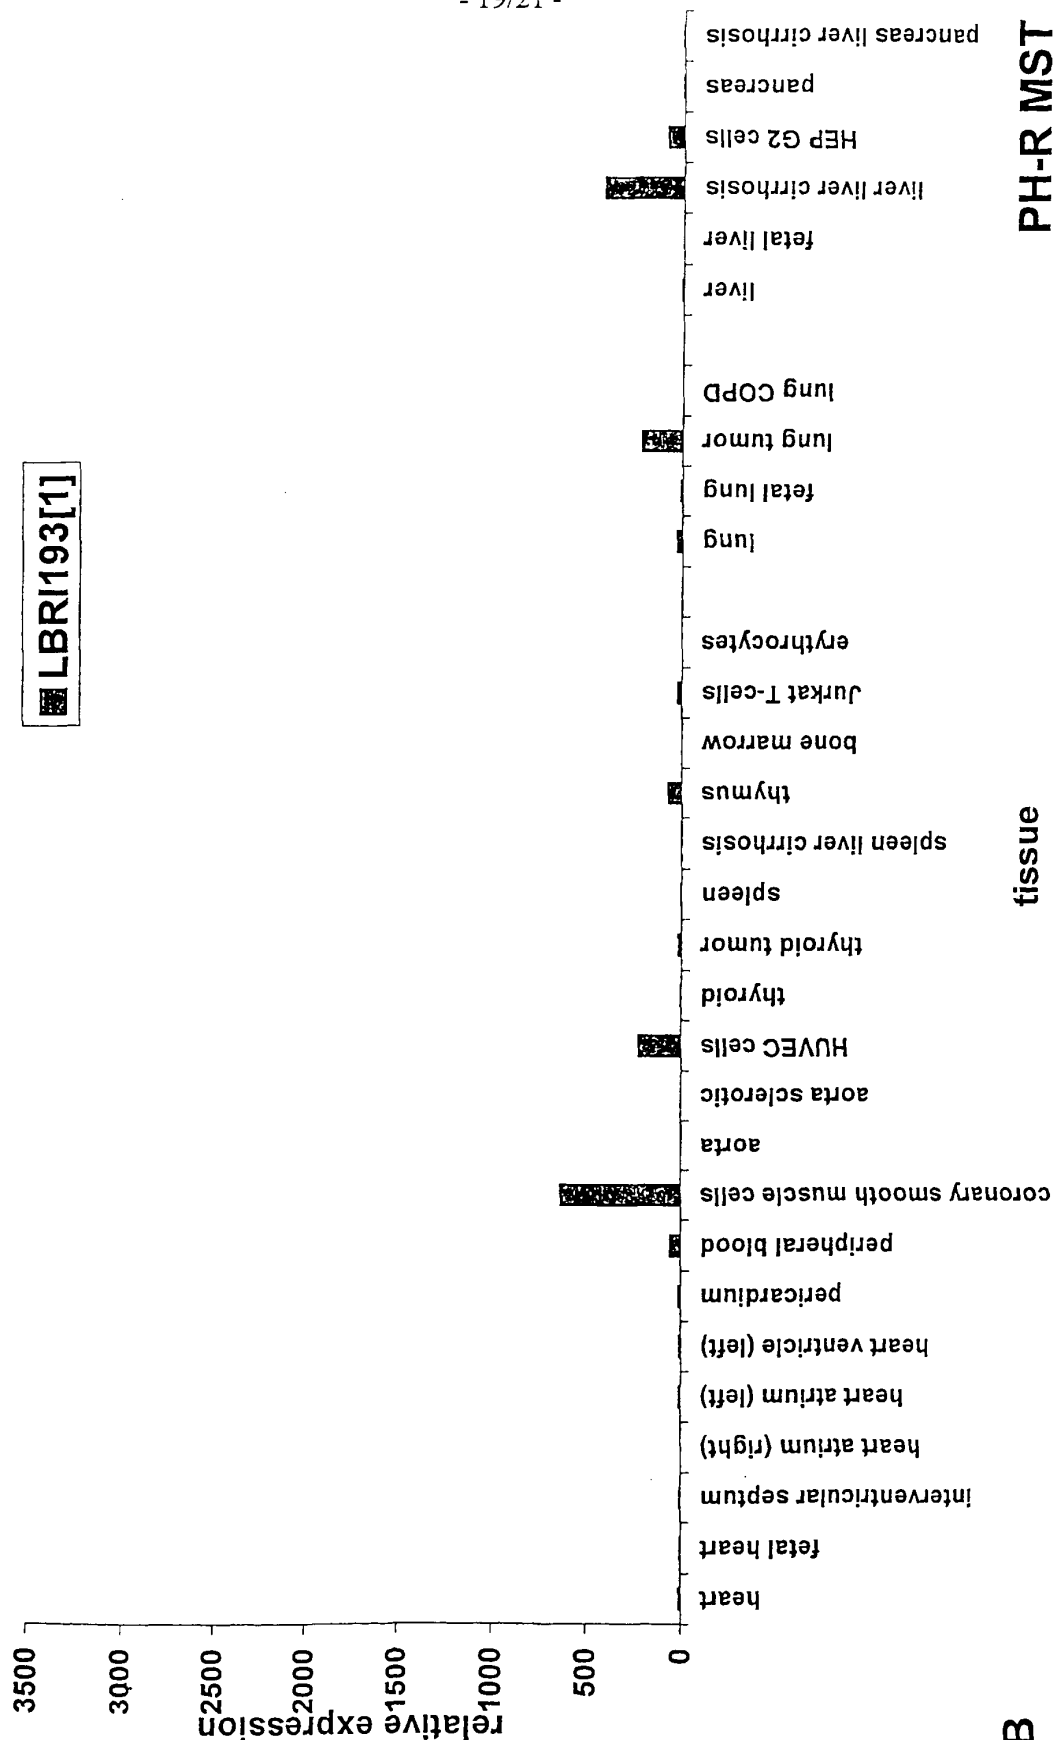 - 19/21 -
LBRI193[1]
relative expression
3500
3000
2500
2000
1500
1000
500
0
heart
fetal heart
interventricular septum
heart atrium (right)
heart atrium (left)
heart ventricle (left)
pericardium
peripheral blood
coronary smooth muscle cells
aorta
aorta sclerotic
HUVEC cells
thyroid
thyroid tumor
spleen
spleen liver cirrhosis
thymus
bone marrow
Jurkat T-cells
erythrocytes
lung
fetal lung
lung tumor
lung COPD
liver
fetal liver
liver liver cirrhosis
HEP G2 cells
pancreas
pancreas liver cirrhosis
tissue
PH-R MST
B